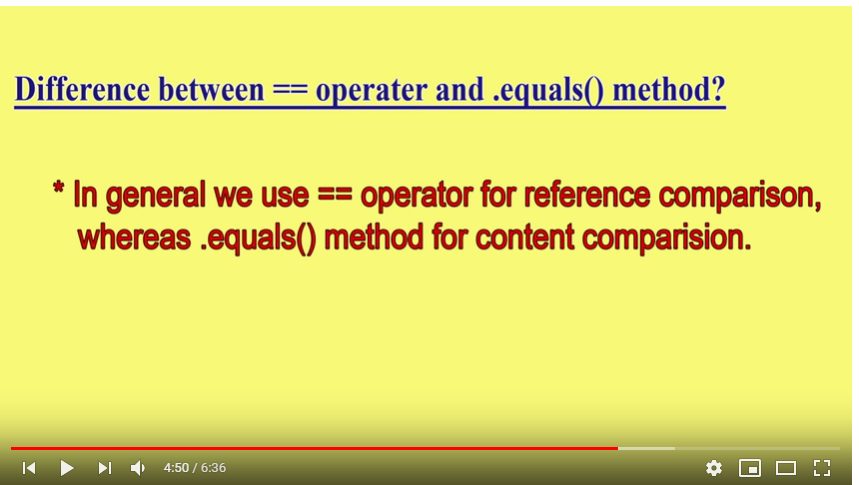 Difference between == operater and .equals() method?
* In general we use == operator for reference comparison,
whereas .equals() method for content comparision.
4:50 / 6:36